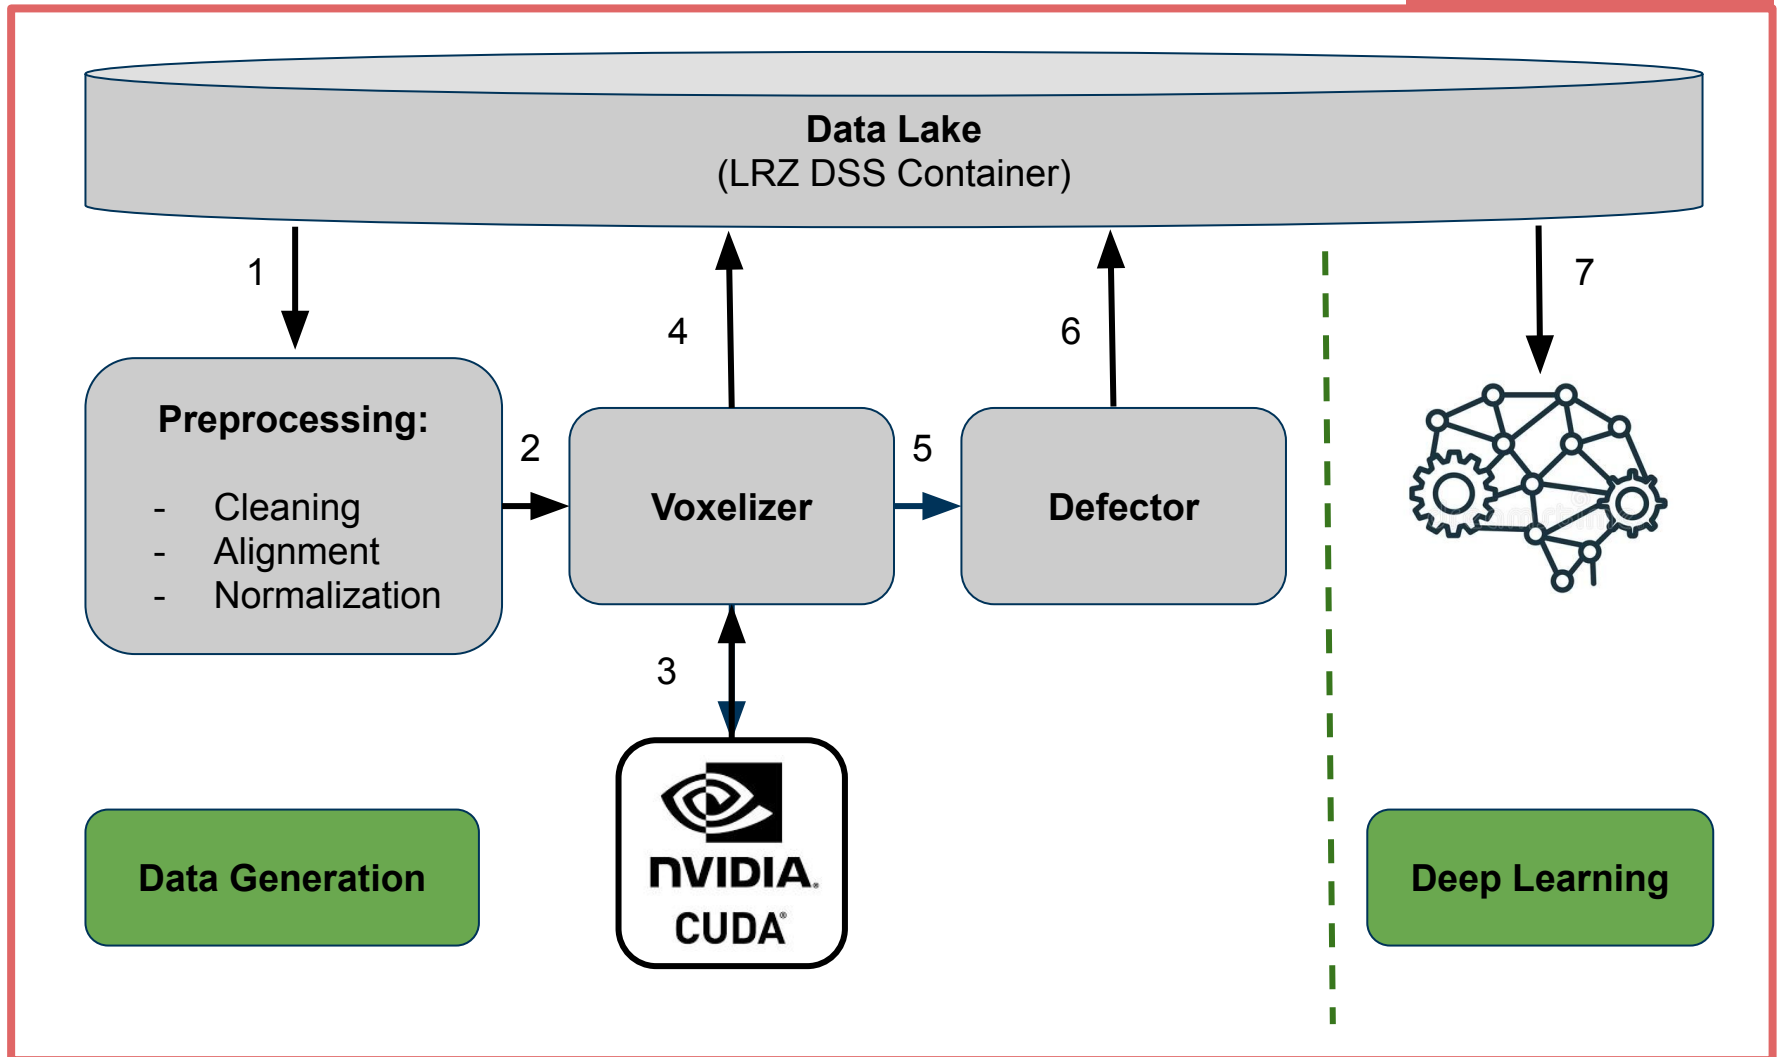 Data Lake
(LRZ DSS Container)
1
4
6
7
Preprocessing:
- Cleaning
- Alignment
- Normalization
2
Voxelizer
5
Defector
3
NVIDIA.
CUDA®
Data Generation
Deep Learning